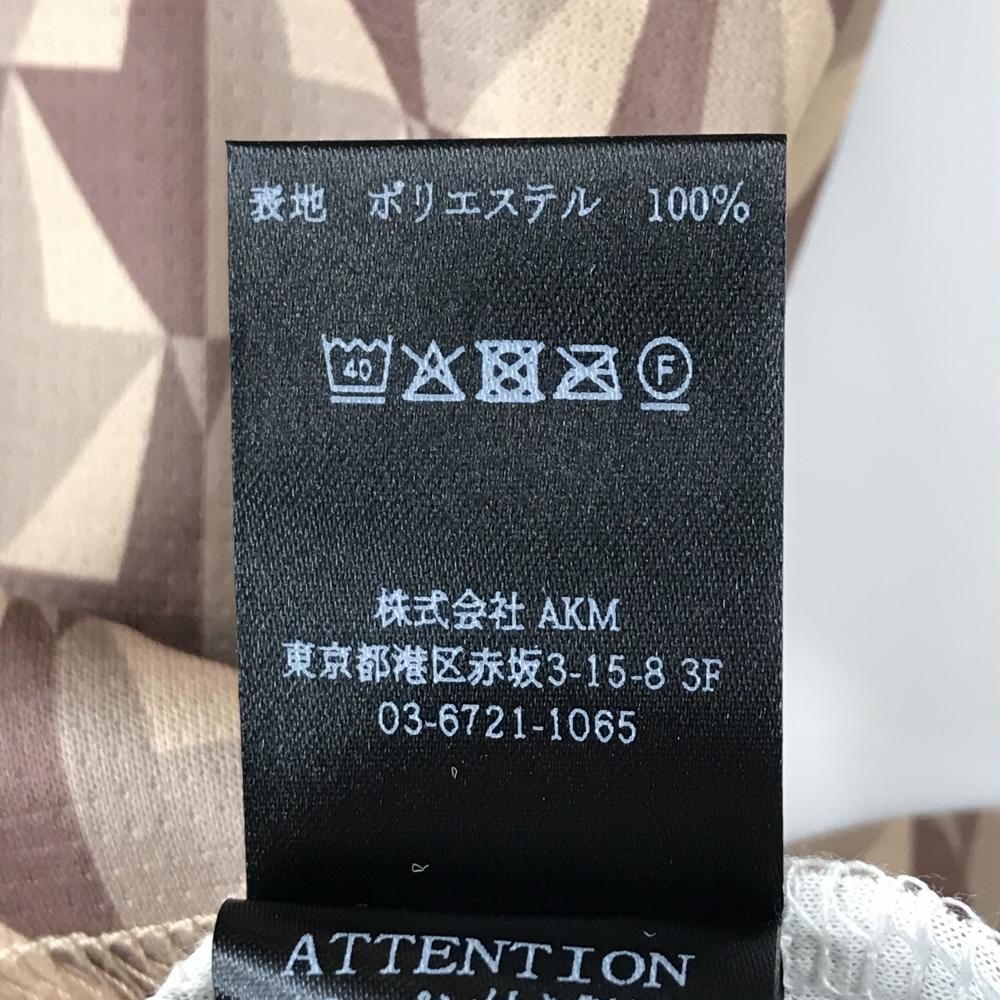 表地 ポリエステル 100%
40 F
株式会社 AKM
東京都港区赤坂3-15-8 3F
03-6721-1065
ATTENTION